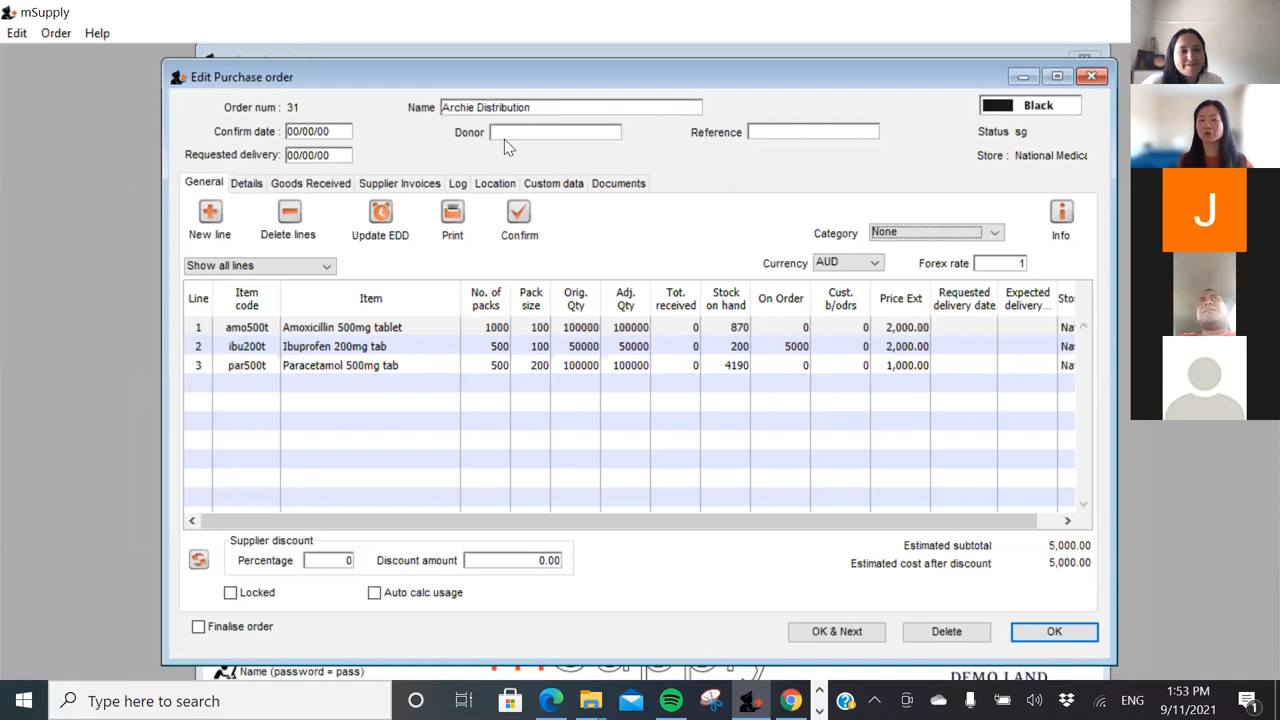 mSupply
Edit Order Help
Edit Purchase order
Order num : 31 Name Archie Distribution Black
Confirm date : 00/00/00 Donor Reference Status sg
Requested delivery: 00/00/00 Store : National Medica
General Details Goods Received Supplier Invoices Log Location Custom data Documents
New line Delete lines Update EDD Print Confirm Category None Info
Show all lines Currency AUD Forex rate 1
Line Item code Item No. of packs Pack size Orig. Qty Adj. Qty Tot. received Stock on hand On Order Cust. b/odrs Price Ext Requested delivery date Expected delivery... Sto
1 amo500t Amoxicillin 500mg tablet 1000 100 100000 100000 0 870 0 0 2,000.00 Na
2 ibu200t Ibuprofen 200mg tab 500 100 50000 50000 0 200 5000 0 2,000.00 Na
3 par500t Paracetamol 500mg tab 500 200 100000 100000 0 4190 0 0 1,000.00 Na
Supplier discount
Percentage 0 Discount amount 0.00
Estimated subtotal 5,000.00
Estimated cost after discount 5,000.00
Locked Auto calc usage
Finalise order OK & Next Delete OK
Name (password = pass) DEMO LAND
Type here to search ENG 1:53 PM
9/11/2021
1
J